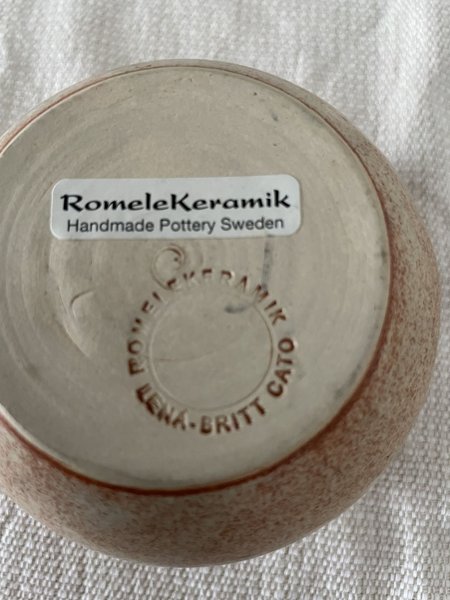 RomeleKeramik
Handmade Pottery Sweden
ROMELEKERAMIK
LENA-BRITT CATO